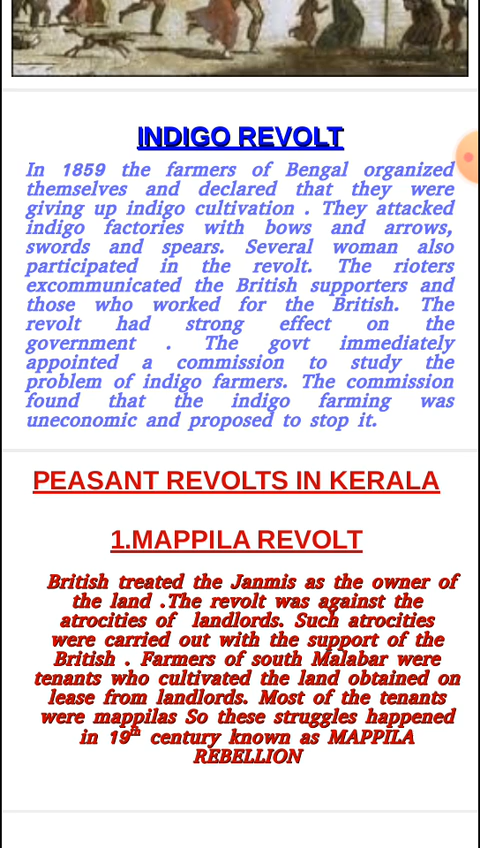 INDIGO REVOLT
In 1859 the farmers of Bengal organized
themselves and declared that they were
giving up indigo cultivation . They attacked
indigo factories with bows and arrows,
swords and spears. Several woman also
participated in the revolt. The rioters
excommunicated the British supporters and
those who worked for the British. The
revolt had strong effect on the
government . The govt immediately
appointed a commission to study the
problem of indigo farmers. The commission
found that the indigo farming was
uneconomic and proposed to stop it.
PEASANT REVOLTS IN KERALA
1.MAPPILA REVOLT
British treated the Janmis as the owner of
the land .The revolt was against the
atrocities of landlords. Such atrocities
were carried out with the support of the
British . Farmers of south Malabar were
tenants who cultivated the land obtained on
lease from landlords. Most of the tenants
were mappilas So these struggles happened
in 19th century known as MAPPILA
REBELLION